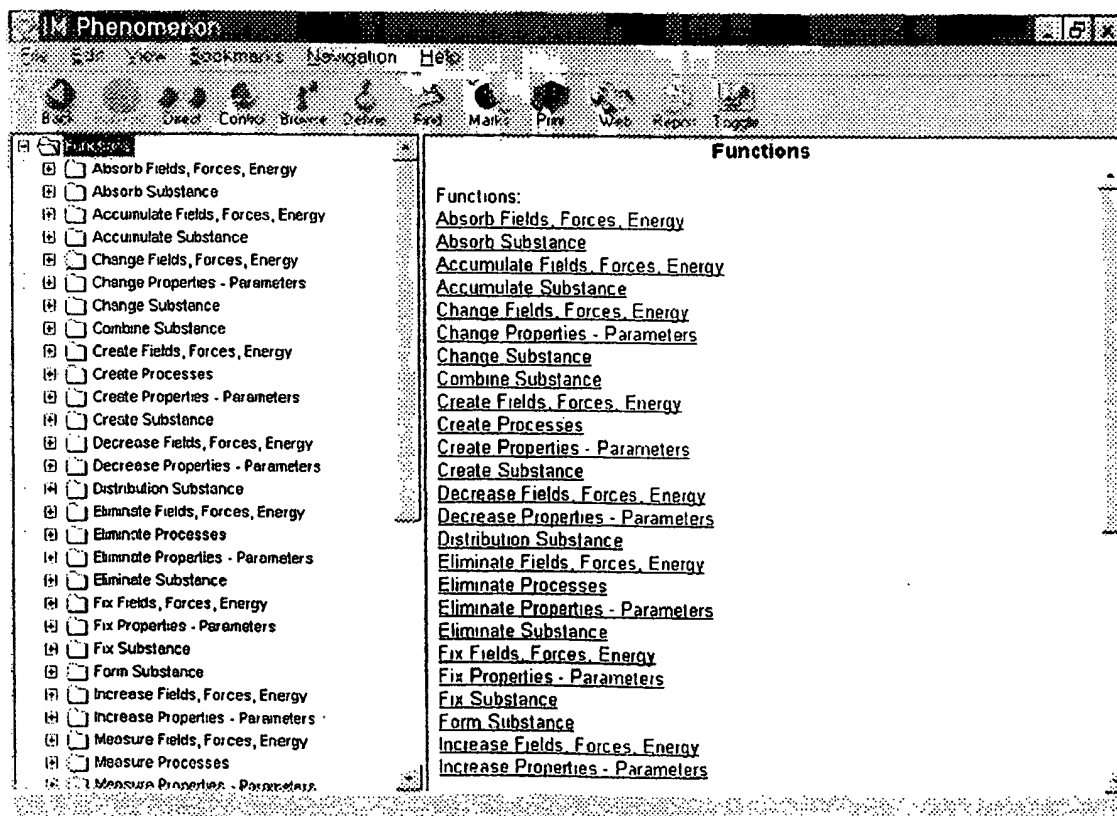 IM Phenomenon
File Edit View Bookmarks Navigation Help
Back Direct Control Browse Define Find Marks Print Web Report Toggle
Functions
Absorb Fields, Forces, Energy
Absorb Substance
Accumulate Fields, Forces, Energy
Accumulate Substance
Change Fields, Forces, Energy
Change Properties - Parameters
Change Substance
Combine Substance
Create Fields, Forces, Energy
Create Processes
Create Properties - Parameters
Create Substance
Decrease Fields, Forces, Energy
Decrease Properties - Parameters
Distribution Substance
Eliminate Fields, Forces, Energy
Eliminate Processes
Eliminate Properties - Parameters
Eliminate Substance
Fix Fields, Forces, Energy
Fix Properties - Parameters
Fix Substance
Form Substance
Increase Fields, Forces, Energy
Increase Properties - Parameters
Measure Fields, Forces, Energy
Measure Processes
Measure Properties - Parameters
Functions
Functions:
Absorb Fields, Forces, Energy
Absorb Substance
Accumulate Fields, Forces, Energy
Accumulate Substance
Change Fields, Forces, Energy
Change Properties - Parameters
Change Substance
Combine Substance
Create Fields, Forces, Energy
Create Processes
Create Properties - Parameters
Create Substance
Decrease Fields, Forces, Energy
Decrease Properties - Parameters
Distribution Substance
Eliminate Fields, Forces, Energy
Eliminate Processes
Eliminate Properties - Parameters
Eliminate Substance
Fix Fields, Forces, Energy
Fix Properties - Parameters
Fix Substance
Form Substance
Increase Fields, Forces, Energy
Increase Properties - Parameters